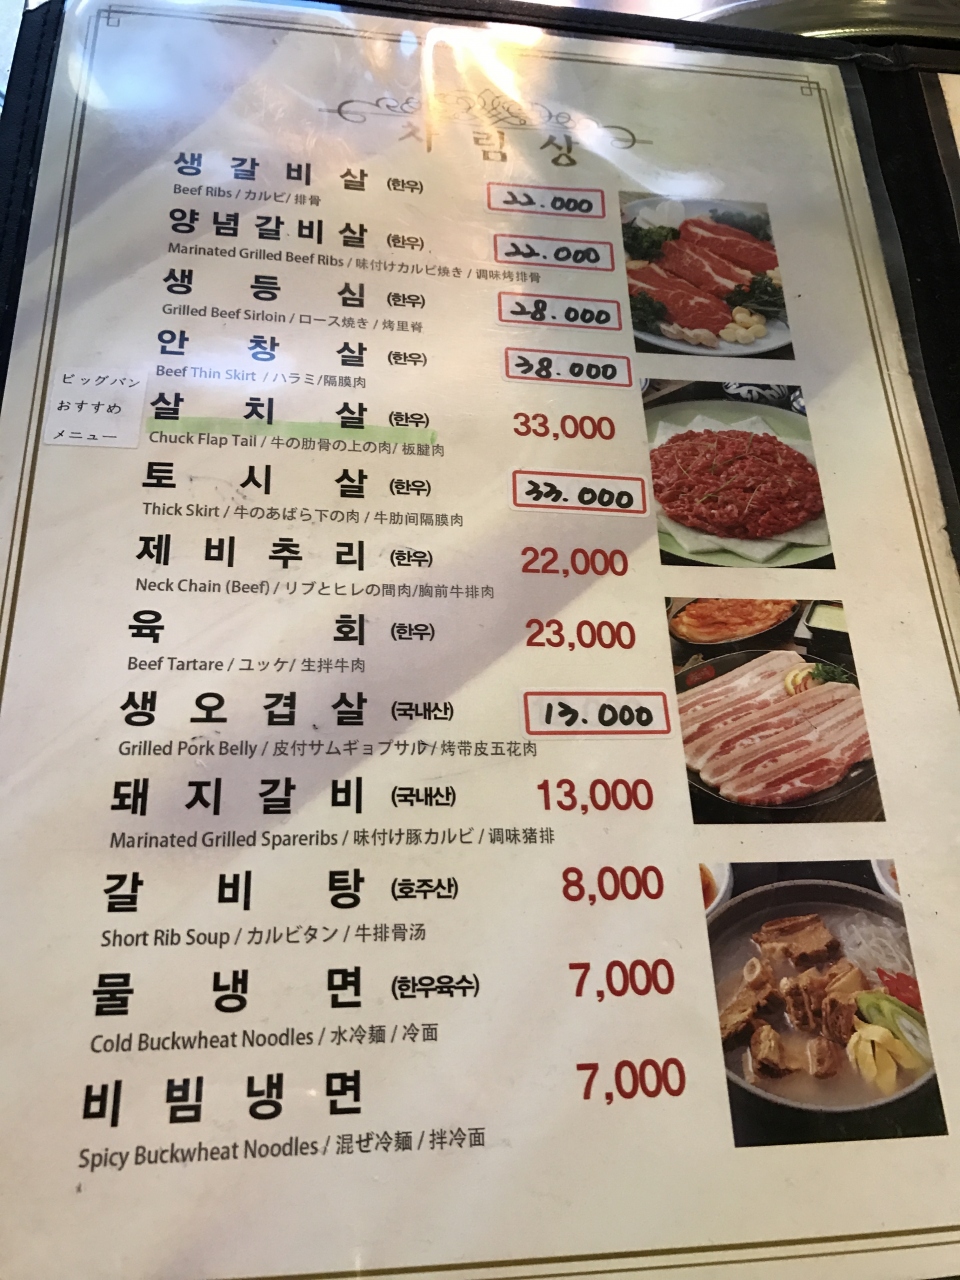 차림상
생갈비살 (한우) 22.000
Beef Ribs / カルビ / 排骨
양념갈비살 (한우) 22.000
Marinated Grilled Beef Ribs / 味付けカルビ焼き / 调味烤排骨
생등심 (한우) 28.000
Grilled Beef Sirloin / ロース焼き / 烤里脊
안창살 (한우) 38.000
Beef Thin Skirt / ハラミ/隔膜肉
ビッグバン
おすすめ
メニュー
살치살 (한우) 33,000
Chuck Flap Tail / 牛の肋骨の上の肉/ 板腱肉
토시살 (한우) 33.000
Thick Skirt / 牛のあばら下の肉 / 牛肋间隔膜肉
제비추리 (한우) 22,000
Neck Chain (Beef) / リブとヒレの間肉/胸前牛排肉
육회 (한우) 23,000
Beef Tartare / ユッケ/ 生拌牛肉
생오겹살 (국내산) 13.000
Grilled Pork Belly / 皮付サムギョプサル / 烤带皮五花肉
돼지갈비 (국내산) 13,000
Marinated Grilled Spareribs / 味付け豚カルビ / 调味猪排
갈비탕 (호주산) 8,000
Short Rib Soup / カルビタン / 牛排骨汤
물냉면 (한우육수) 7,000
Cold Buckwheat Noodles / 水冷麺 / 冷面
비빔냉면 7,000
Spicy Buckwheat Noodles / 混ぜ冷麺 / 拌冷面